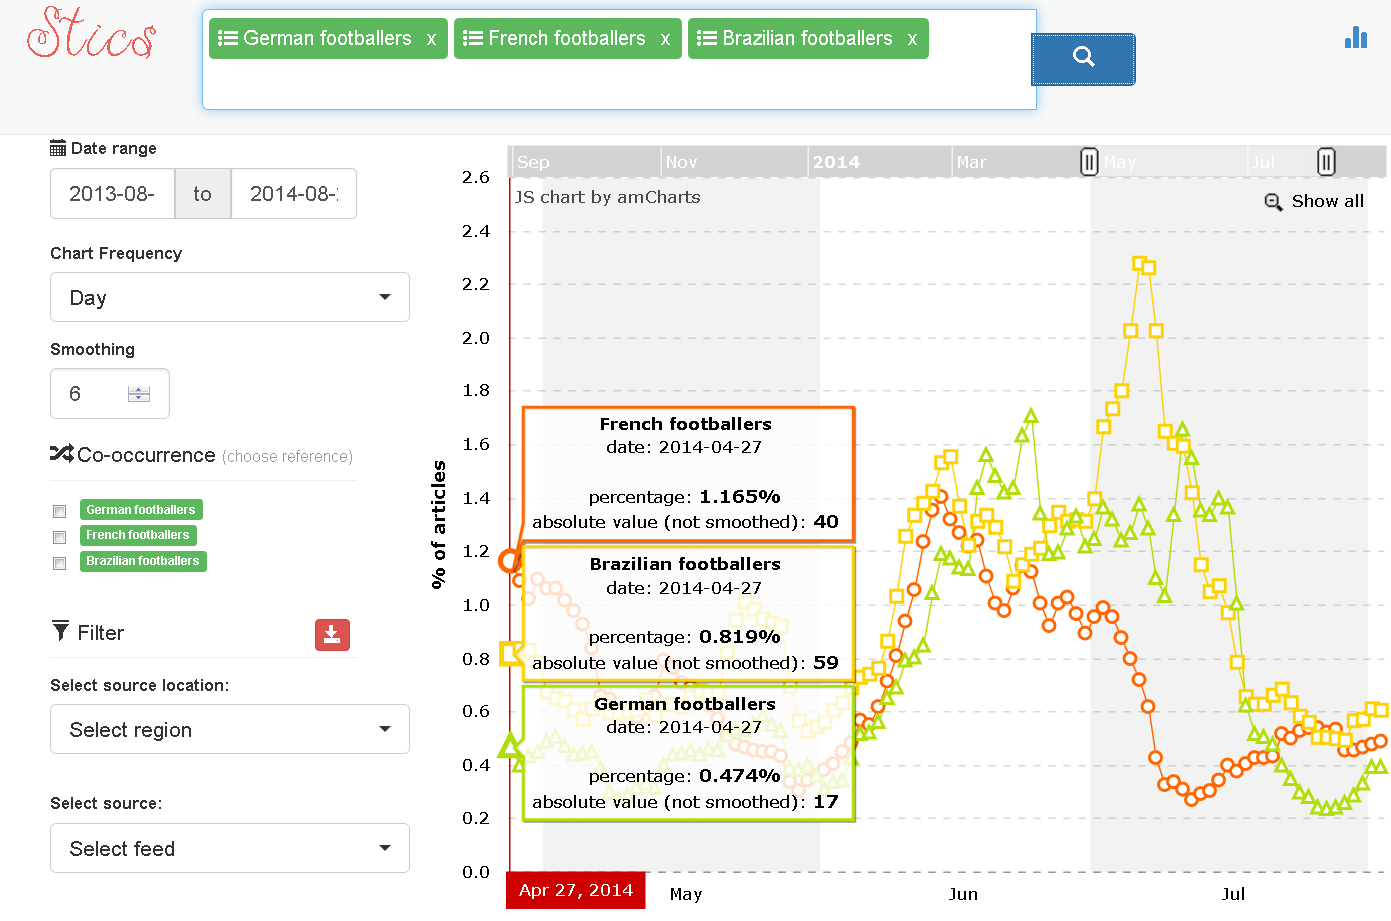 Stics
German footballers x French footballers x Brazilian footballers x
Date range
2013-08- to 2014-08-
Chart Frequency
Day
Smoothing
6
Co-occurrence (choose reference)
German footballers
French footballers
Brazilian footballers
Filter
Select source location:
Select region
Select source:
Select feed
Sep Nov 2014 Mar May Jul
JS chart by amCharts
Show all
% of articles
2.6
2.4
2.2
2.0
1.8
1.6
1.4
1.2
1.0
0.8
0.6
0.4
0.2
0.0
French footballers
date: 2014-04-27
percentage: 1.165%
absolute value (not smoothed): 40
Brazilian footballers
date: 2014-04-27
percentage: 0.819%
absolute value (not smoothed): 59
German footballers
date: 2014-04-27
percentage: 0.474%
absolute value (not smoothed): 17
Apr 27, 2014 May Jun Jul